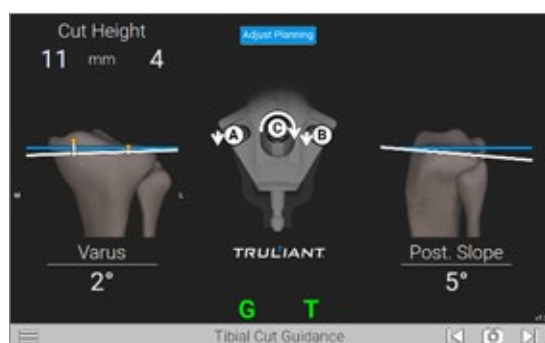 Cut Height
11 mm 4
Adjust Planning
A
C
B
M
L
Varus
2°
TRULIANT
Post. Slope
5°
G T
Tibial Cut Guidance